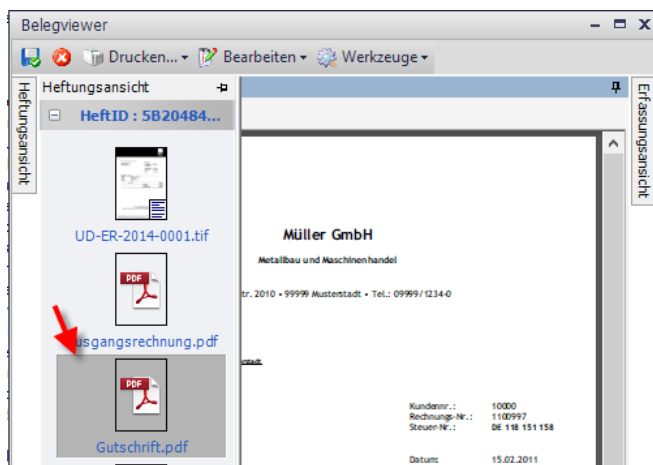 Belegviewer
Drucken... Bearbeiten Werkzeuge
Heftungsansicht
Heftungsansicht
HeftID : 5B20484...
UD-ER-2014-0001.tif
PDF
usgangsrechnung.pdf
PDF
Gutschrift.pdf
Müller GmbH
Metallbau und Maschinenhandel
tr. 2010 • 99999 Musterstadt • Tel.: 09999/1234-0
Kundennr.: 10000
Rechnungs-Nr.: 1100997
Steuer-Nr.: DE 118 151 158
Datum: 15.02.2011
Erfassungsansicht